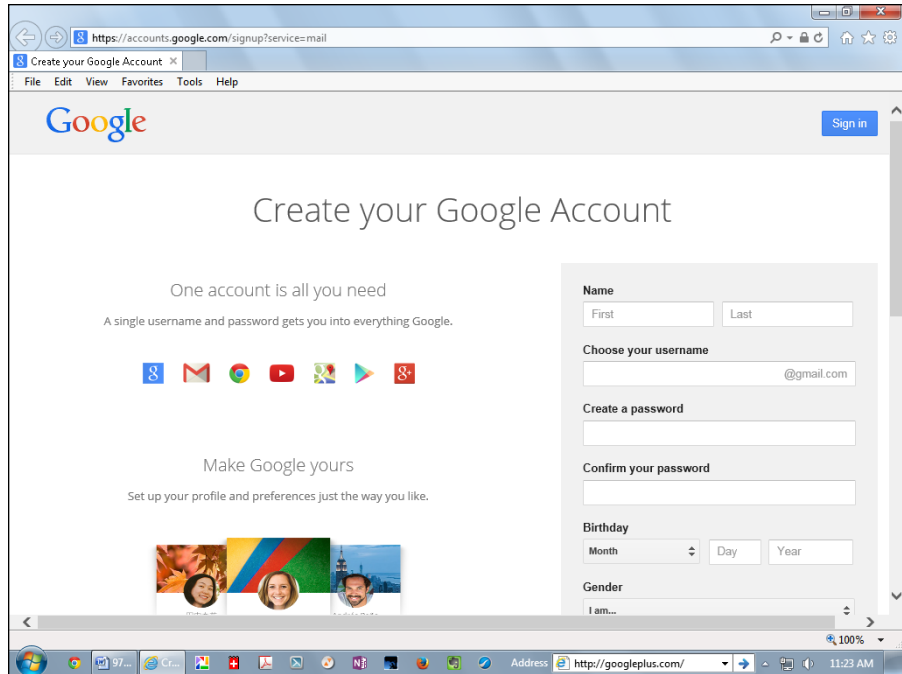 https://accounts.google.com/signup?service=mail
Create your Google Account
File Edit View Favorites Tools Help
Google
Sign in
Create your Google Account
One account is all you need
A single username and password gets you into everything Google.
Make Google yours
Set up your profile and preferences just the way you like.
Name
First Last
Choose your username
@gmail.com
Create a password
Confirm your password
Birthday
Month Day Year
Gender
I am...
100%
97... Cr... Address http://googleplus.com/ 11:23 AM